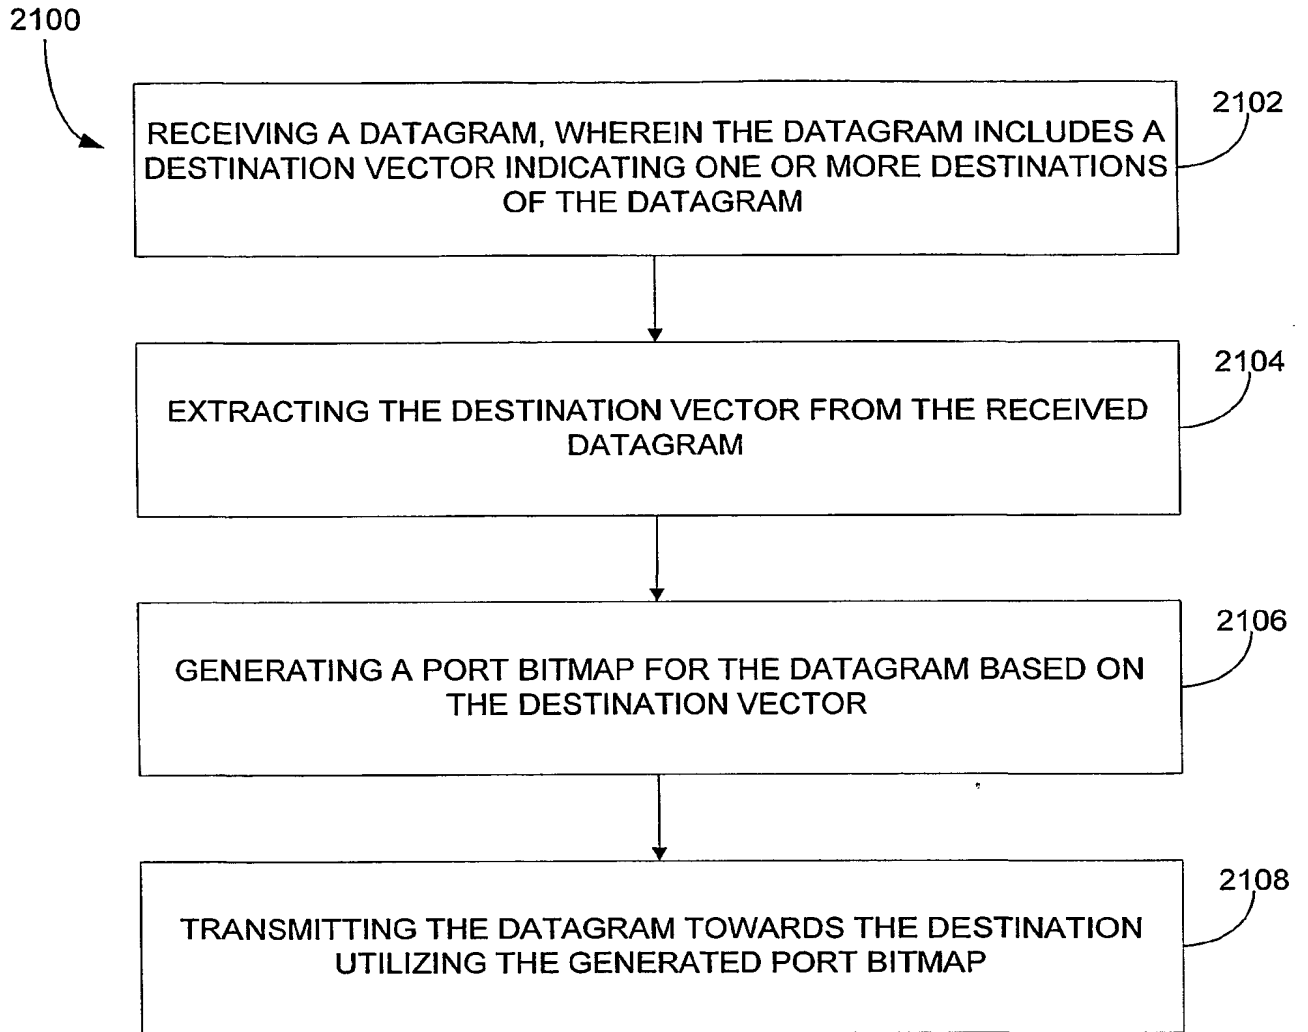 2100
2102
RECEIVING A DATAGRAM, WHEREIN THE DATAGRAM INCLUDES A
DESTINATION VECTOR INDICATING ONE OR MORE DESTINATIONS
OF THE DATAGRAM
2104
EXTRACTING THE DESTINATION VECTOR FROM THE RECEIVED
DATAGRAM
2106
GENERATING A PORT BITMAP FOR THE DATAGRAM BASED ON
THE DESTINATION VECTOR
2108
TRANSMITTING THE DATAGRAM TOWARDS THE DESTINATION
UTILIZING THE GENERATED PORT BITMAP